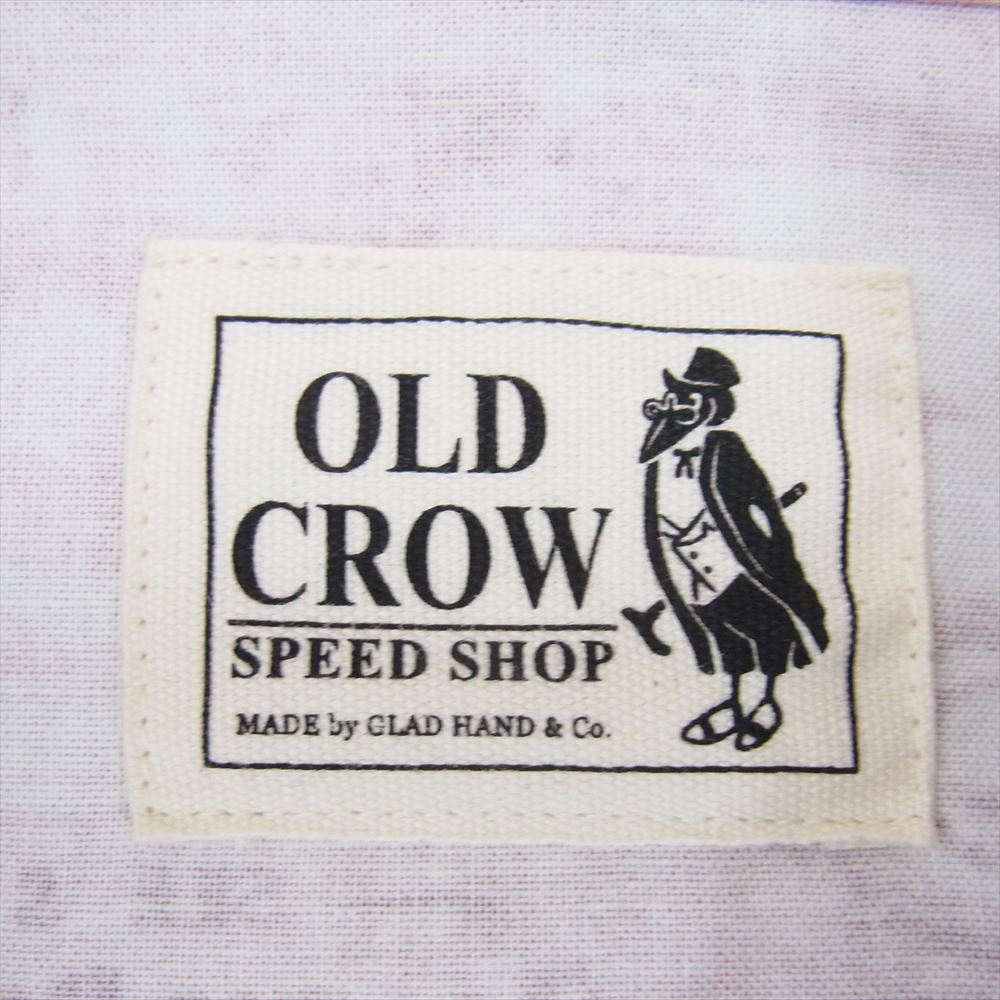 OLD
CROW
SPEED SHOP
MADE by GLAD HAND & Co.